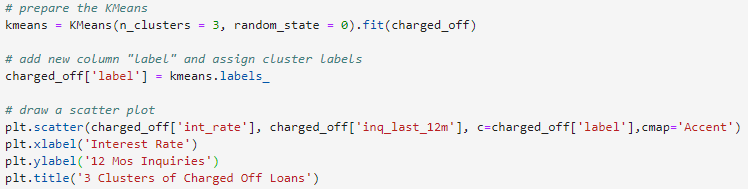 # prepare the KMeans
kmeans = KMeans(n_clusters = 3, random_state = 0).fit(charged_off)
# add new column "label" and assign cluster labels
charged_off['label'] = kmeans.labels_
# draw a scatter plot
plt.scatter(charged_off['int_rate'], charged_off['inq_last_12m'], c=charged_off['label'],cmap='Accent')
plt.xlabel('Interest Rate')
plt.ylabel('12 Mos Inquiries')
plt.title('3 Clusters of Charged Off Loans')